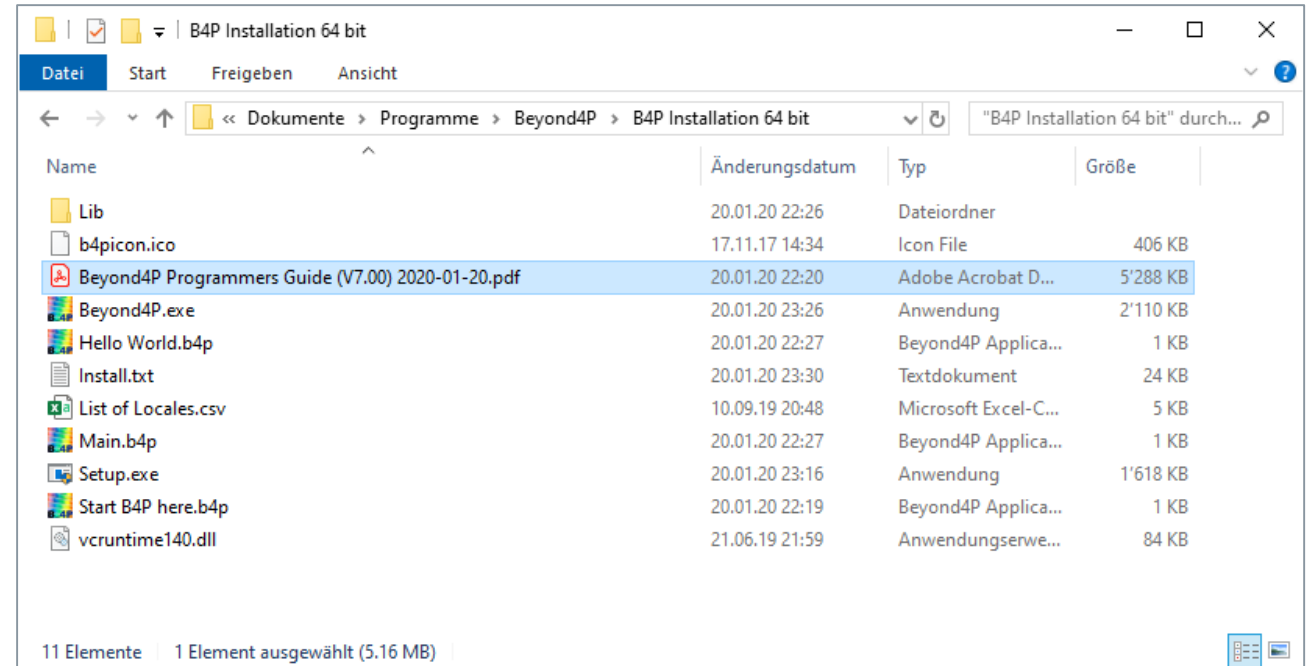 B4P Installation 64 bit
Datei Start Freigeben Ansicht
« Dokumente > Programme > Beyond4P > B4P Installation 64 bit "B4P Installation 64 bit" durch...
Name Änderungsdatum Typ Größe
Lib 20.01.20 22:26 Dateiordner
b4picon.ico 17.11.17 14:34 Icon File 406 KB
Beyond4P Programmers Guide (V7.00) 2020-01-20.pdf 20.01.20 22:20 Adobe Acrobat D... 5'288 KB
Beyond4P.exe 20.01.20 23:26 Anwendung 2'110 KB
Hello World.b4p 20.01.20 22:27 Beyond4P Applica... 1 KB
Install.txt 20.01.20 23:30 Textdokument 24 KB
List of Locales.csv 10.09.19 20:48 Microsoft Excel-C... 5 KB
Main.b4p 20.01.20 22:27 Beyond4P Applica... 1 KB
Setup.exe 20.01.20 23:16 Anwendung 1'618 KB
Start B4P here.b4p 20.01.20 22:19 Beyond4P Applica... 1 KB
vcruntime140.dll 21.06.19 21:59 Anwendungserwe... 84 KB
11 Elemente 1 Element ausgewählt (5.16 MB)